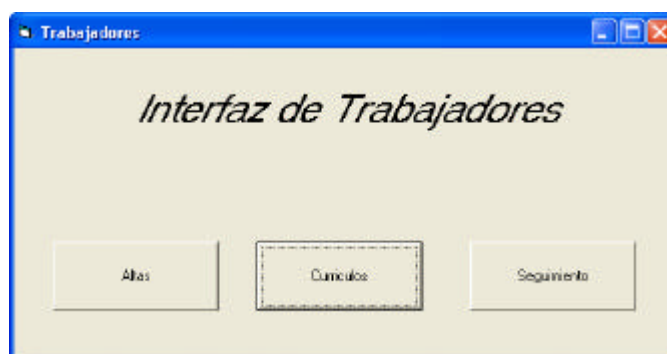 Trabajadores
Interfaz de Trabajadores
Altas Curriculos Seguimiento